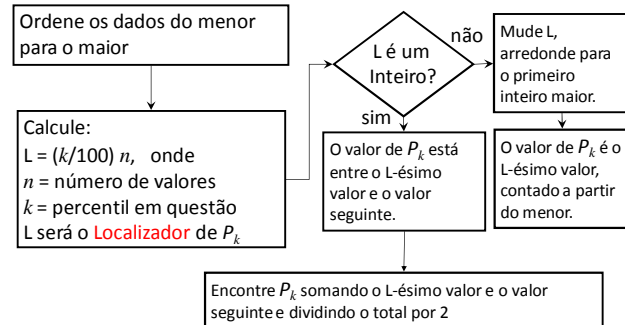 Ordene os dados do menor
para o maior
Calcule:
L = (k/100) n, onde
n = número de valores
k = percentil em questão
L será o Localizador de Pk
L é um
Inteiro?
não
sim
Mude L,
arredonde para
o primeiro
inteiro maior.
O valor de Pk está
entre o L-ésimo
valor e o valor
seguinte.
O valor de Pk é o
L-ésimo valor,
contado a partir
do menor.
Encontre Pk somando o L-ésimo valor e o valor
seguinte e dividindo o total por 2